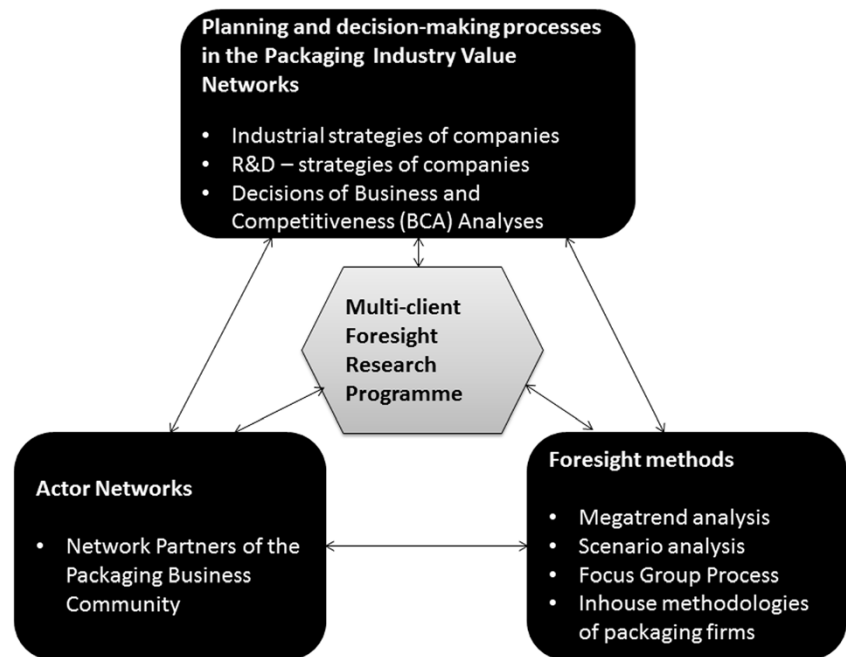 Planning and decision-making processes
in the Packaging Industry Value
Networks
• Industrial strategies of companies
• R&D – strategies of companies
• Decisions of Business and
Competitiveness (BCA) Analyses
Multi-client
Foresight
Research
Programme
Actor Networks
• Network Partners of the
Packaging Business
Community
Foresight methods
• Megatrend analysis
• Scenario analysis
• Focus Group Process
• Inhouse methodologies
of packaging firms